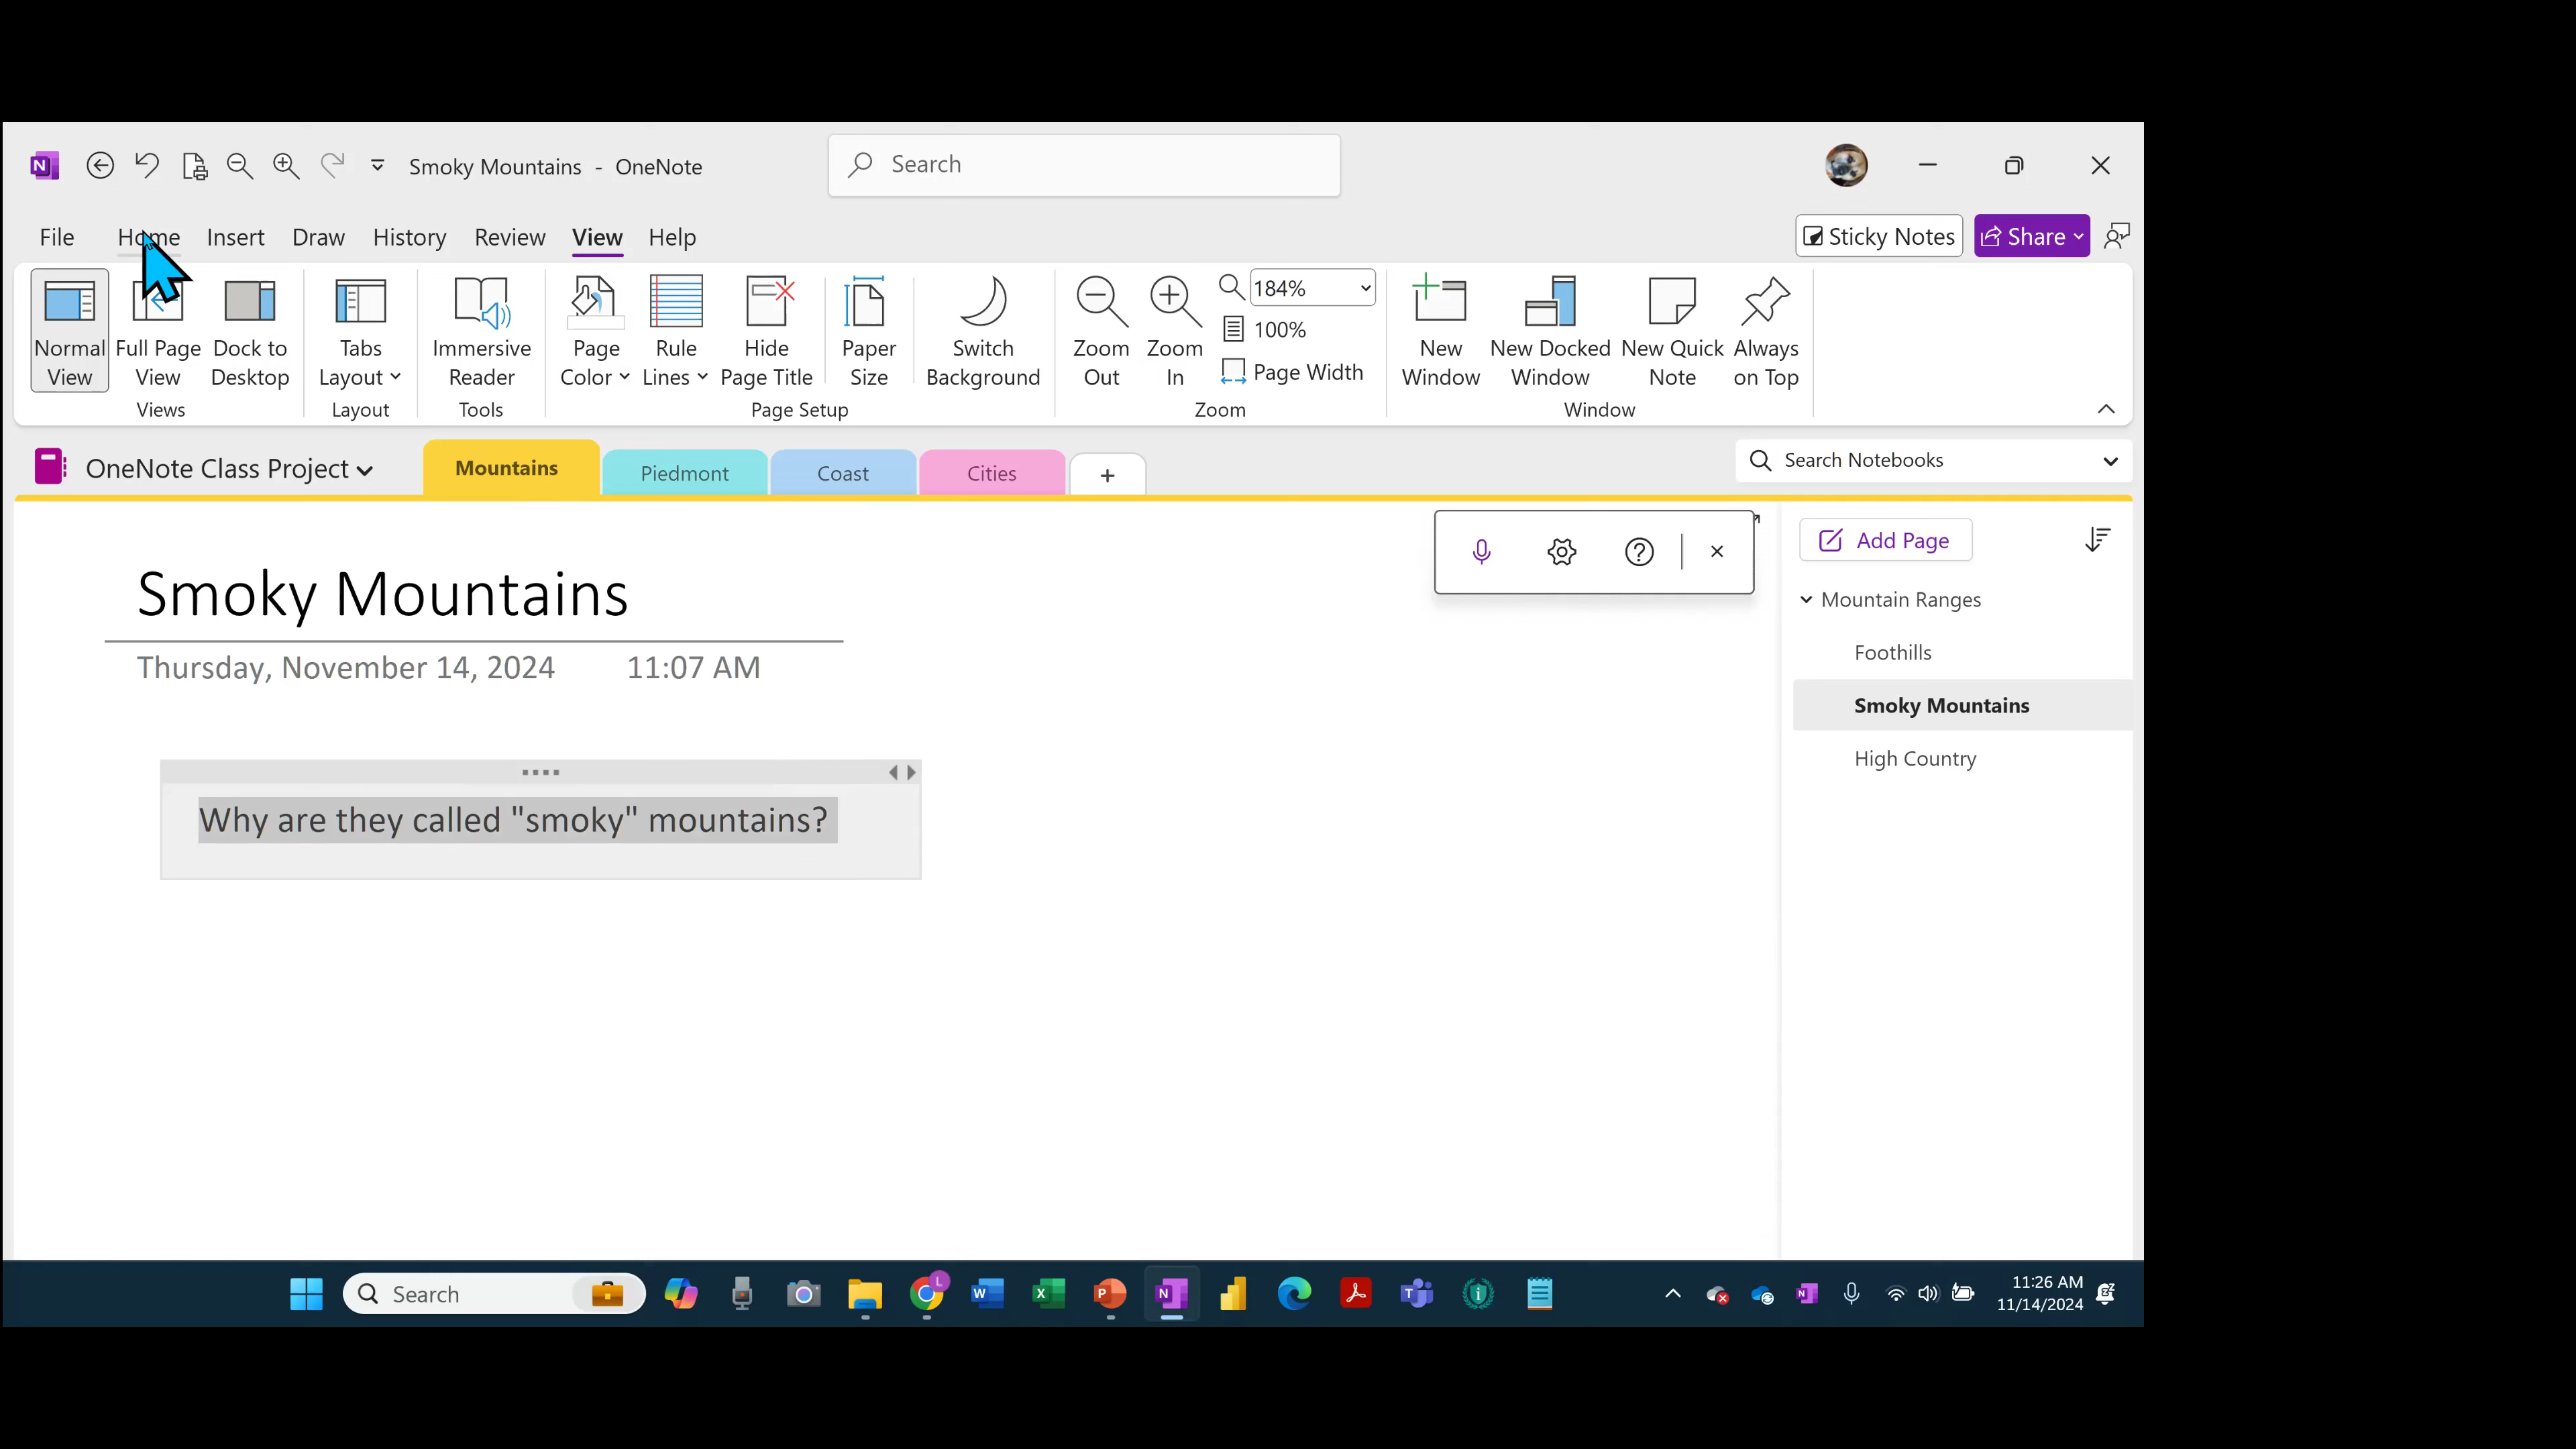 Smoky Mountains - OneNote
Search
File Home Insert Draw History Review View Help
Sticky Notes
Share
Normal View
Full Page View
Dock to Desktop
Views
Tabs Layout
Layout
Immersive Reader
Tools
Page Color
Rule Lines
Hide Page Title
Paper Size
Page Setup
Switch Background
Zoom Out
Zoom In
184%
100%
Page Width
Zoom
New Window
New Docked Window
New Quick Note
Always on Top
Window
OneNote Class Project
Mountains Piedmont Coast Cities +
Search Notebooks
Smoky Mountains
Thursday, November 14, 2024 11:07 AM
Why are they called "smoky" mountains?
Add Page
Mountain Ranges
Foothills
Smoky Mountains
High Country
Search
11:26 AM
11/14/2024